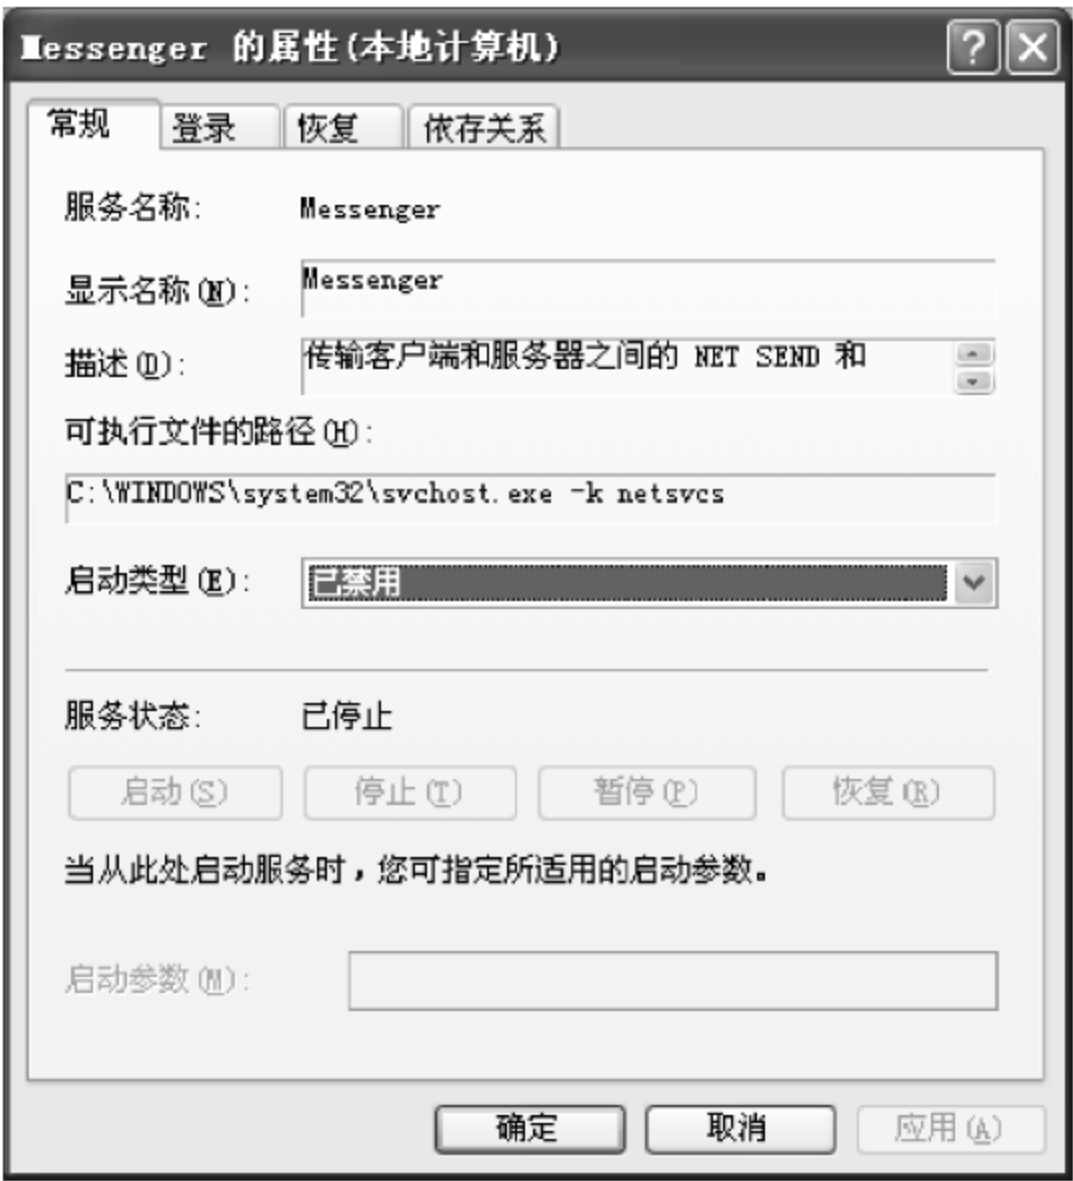 Messenger 的属性(本地计算机)
常规 登录 恢复 依存关系
服务名称: Messenger
显示名称(N): Messenger
描述(D): 传输客户端和服务器之间的 NET SEND 和
可执行文件的路径(H):
C:\WINDOWS\system32\svchost.exe -k netsvcs
启动类型(E): 已禁用
服务状态: 已停止
启动(S) 停止(T) 暂停(P) 恢复(R)
当从此处启动服务时，您可指定所适用的启动参数。
启动参数(M):
确定 取消 应用(A)